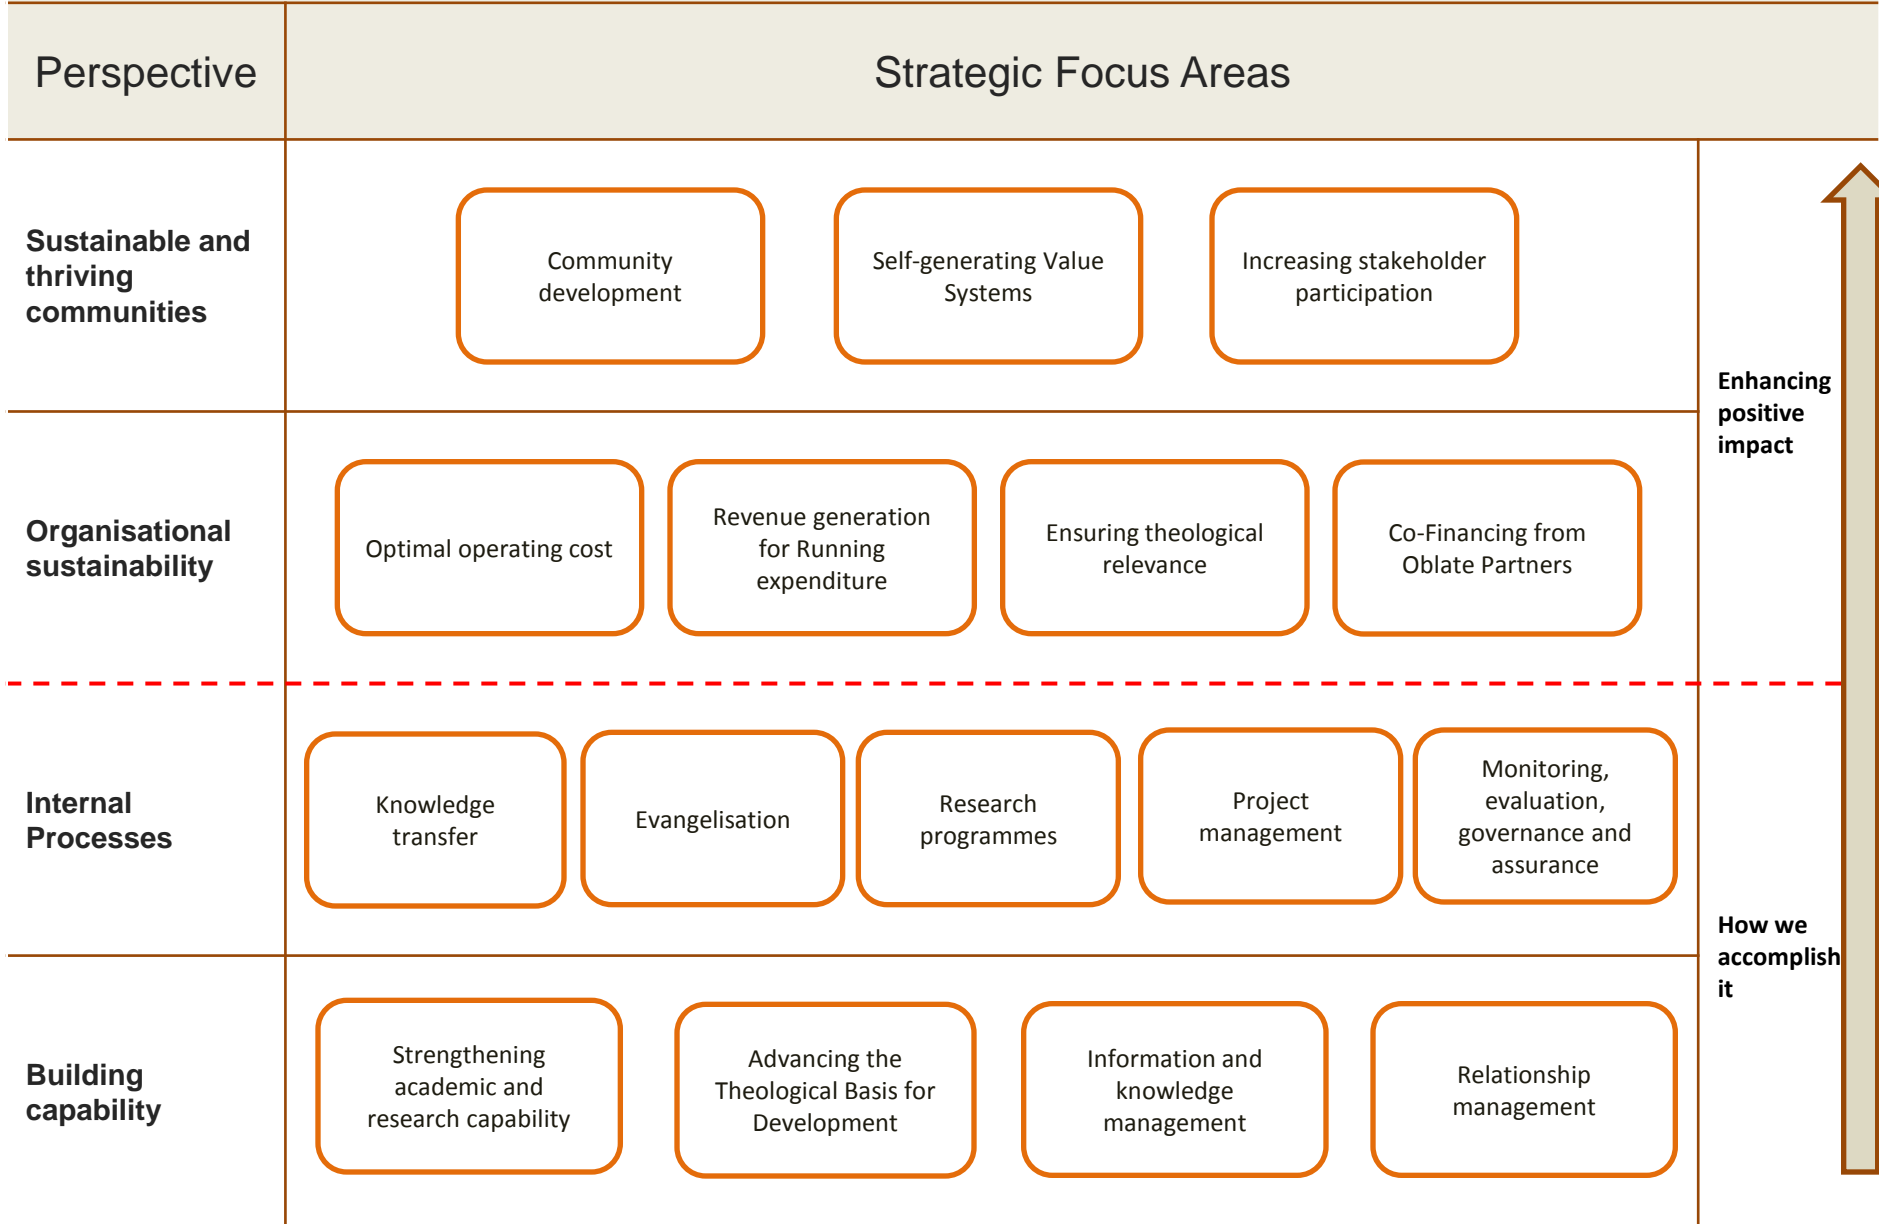 Perspective
Strategic Focus Areas
Sustainable and
thriving
communities
Community
development
Self-generating Value
Systems
Increasing stakeholder
participation
Enhancing
positive
impact
Organisational
sustainability
Optimal operating cost
Revenue generation
for Running
expenditure
Ensuring theological
relevance
Co-Financing from
Oblate Partners
Internal
Processes
Knowledge
transfer
Evangelisation
Research
programmes
Project
management
Monitoring,
evaluation,
governance and
assurance
How we
accomplish
it
Building
capability
Strengthening
academic and
research capability
Advancing the
Theological Basis for
Development
Information and
knowledge
management
Relationship
management